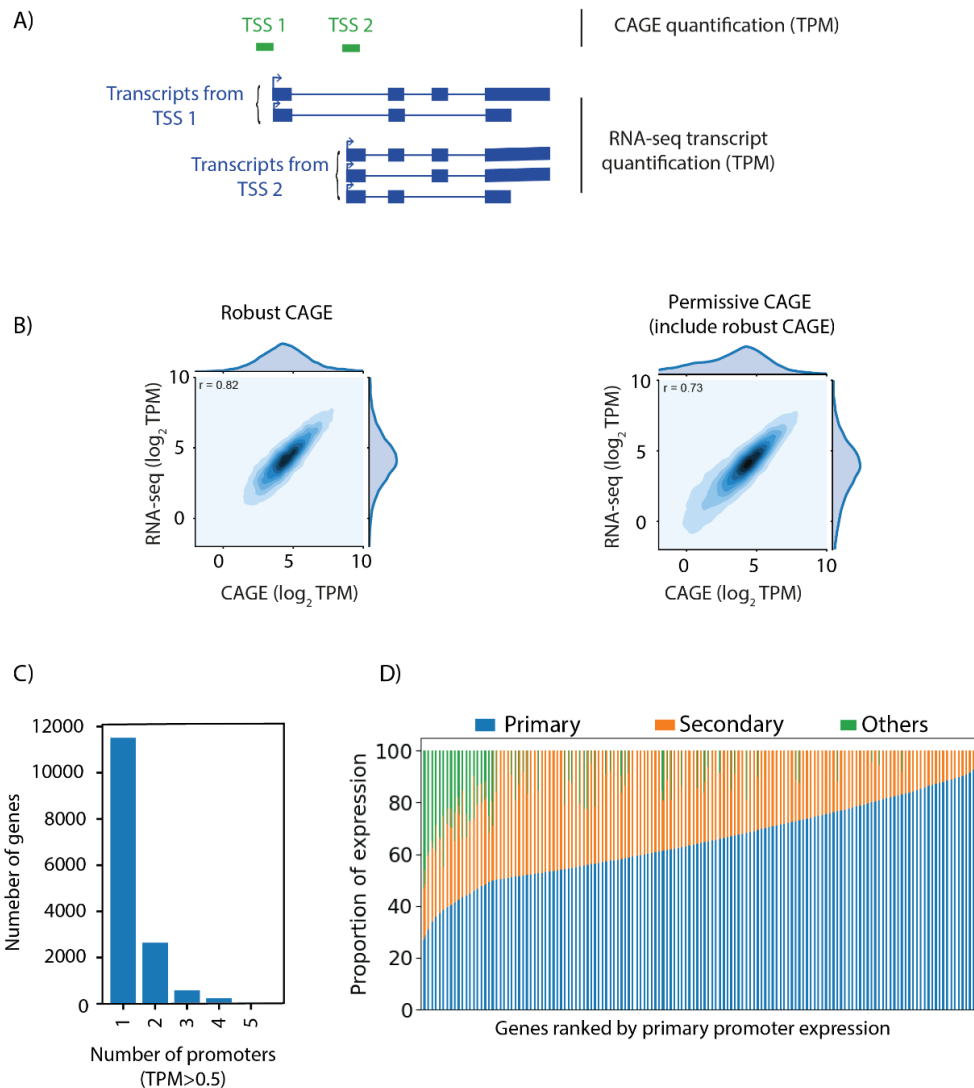 A)
TSS 1
TSS 2
CAGE quantification (TPM)
Transcripts from
TSS 1
Transcripts from
TSS 2
RNA-seq transcript
quantification (TPM)
B)
Robust CAGE
r = 0.82
RNA-seq (log2 TPM)
10
5
0
0
5
10
CAGE (log2 TPM)
Permissive CAGE
(include robust CAGE)
r = 0.73
RNA-seq (log2 TPM)
10
5
0
0
5
10
CAGE (log2 TPM)
C)
Numeber of genes
12000
10000
8000
6000
4000
2000
0
1
2
3
4
5
Number of promoters
(TPM>0.5)
D)
Primary
Secondary
Others
Proportion of expression
100
80
60
40
20
0
Genes ranked by primary promoter expression